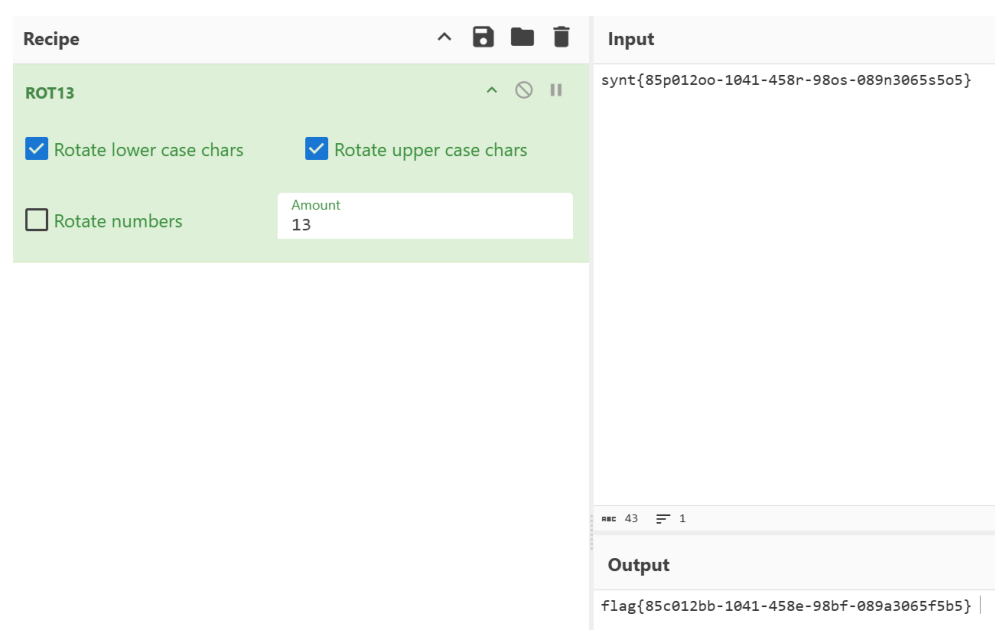 Recipe
ROT13
Rotate lower case chars
Rotate upper case chars
Rotate numbers
Amount
13
Input
synt{85p012oo-1041-458r-98os-089n3065s5o5}
ABC 43 1
Output
flag{85c012bb-1041-458e-98bf-089a3065f5b5}